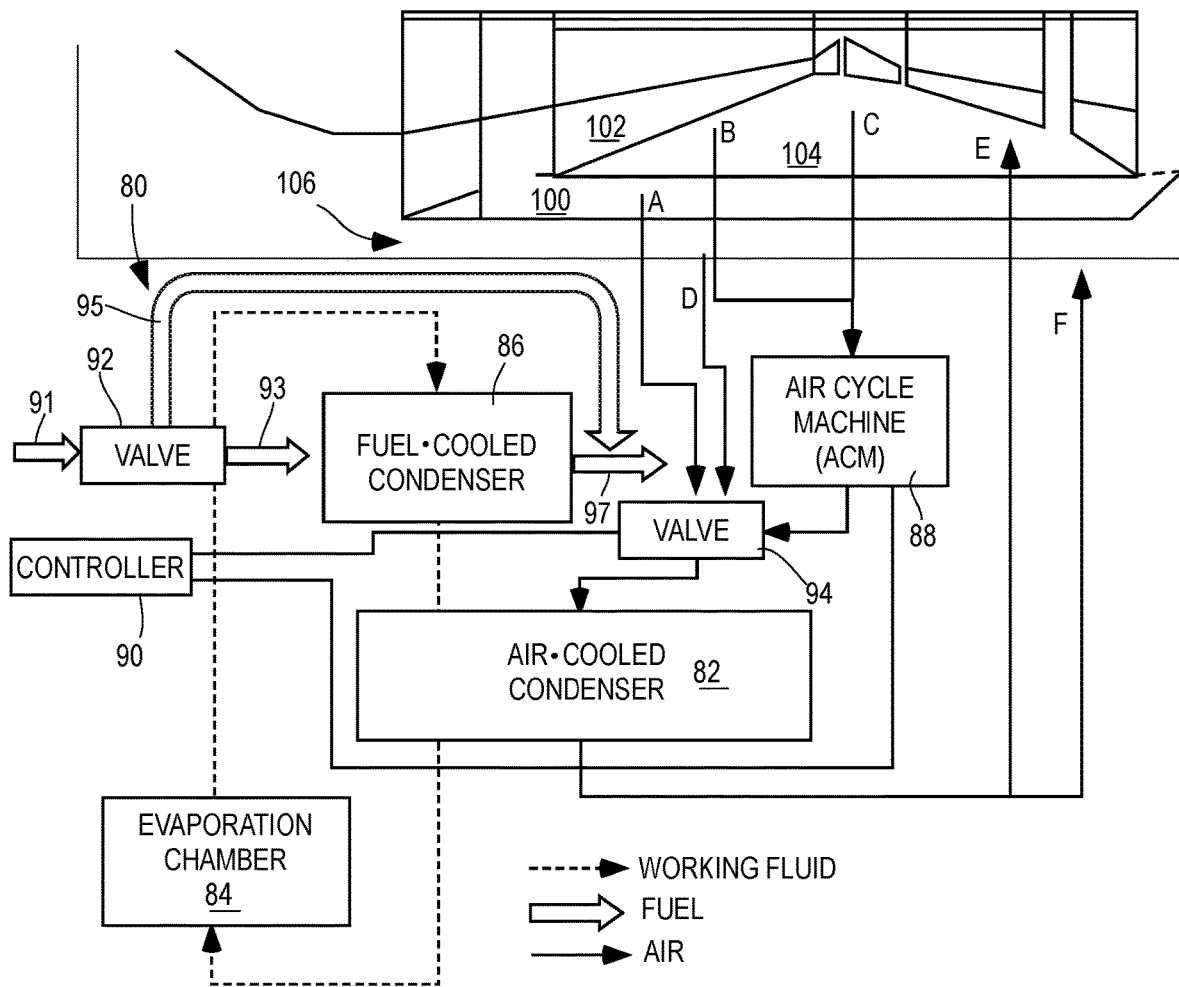 102
B
C
104
E
80
106
100
A
95
D
F
92
86
91
93
VALVE
FUEL•COOLED
CONDENSER
AIR CYCLE
MACHINE
(ACM)
97
VALVE
88
CONTROLLER
94
90
AIR•COOLED
CONDENSER
82
EVAPORATION
CHAMBER
84
WORKING FLUID
FUEL
AIR